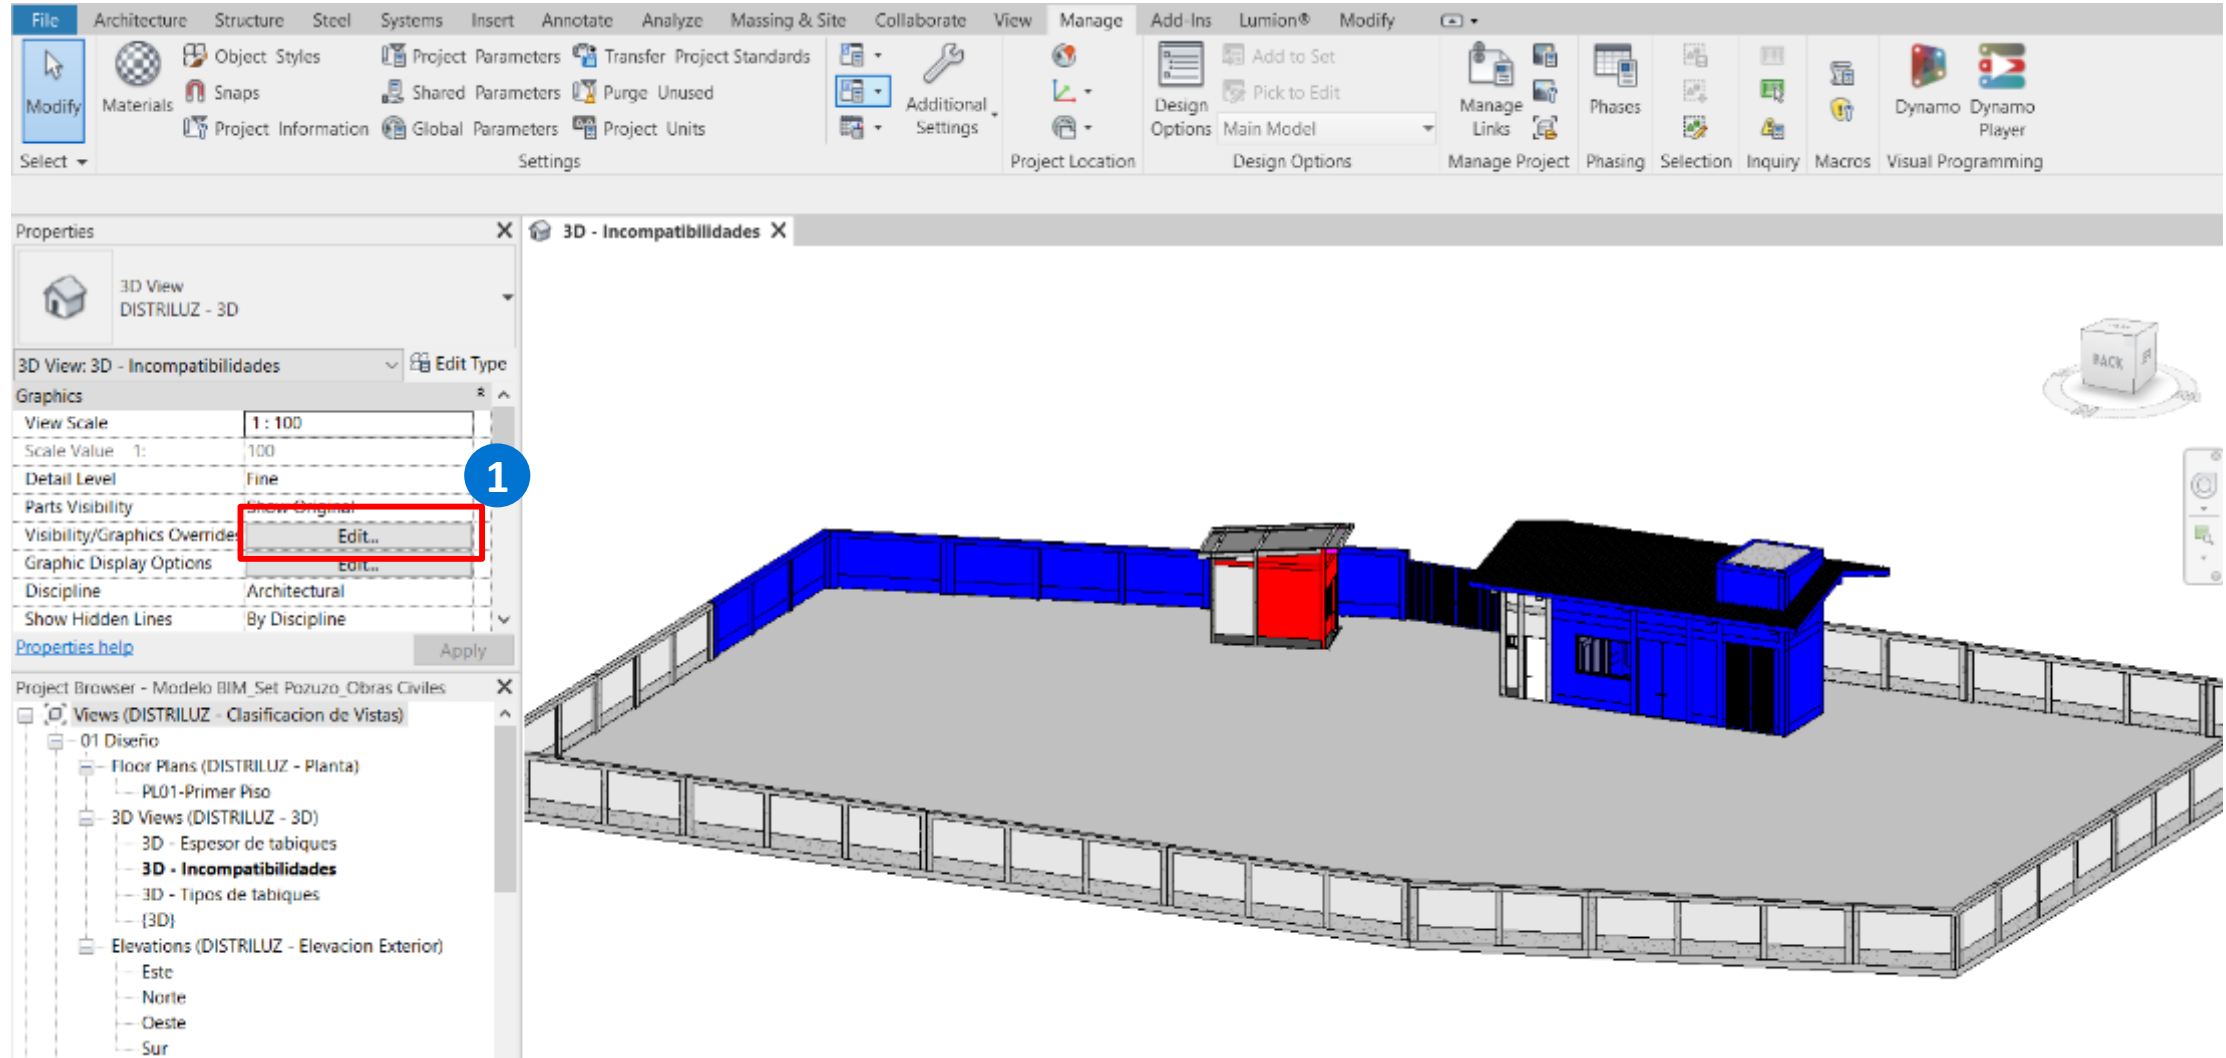 File Architecture Structure Steel Systems Insert Annotate Analyze Massing & Site Collaborate View Manage Add-Ins Lumion® Modify
Modify
Materials
Object Styles
Snaps
Project Information
Project Parameters
Shared Parameters
Global Parameters
Transfer Project Standards
Purge Unused
Project Units
Additional
Settings
Design
Options
Add to Set
Pick to Edit
Main Model
Manage
Links
Phases
Dynamo
Dynamo
Player
Select Settings Project Location Design Options Manage Project Phasing Selection Inquiry Macros Visual Programming
Properties
3D - Incompatibilidades
3D View
DISTRILUZ - 3D
3D View: 3D - Incompatibilidades Edit Type
Graphics
View Scale 1 : 100
Scale Value 1: 100
Detail Level Fine
1
Parts Visibility Show Original
Visibility/Graphics Overrides Edit...
Graphic Display Options Edit...
Discipline Architectural
Show Hidden Lines By Discipline
Properties help Apply
BACK
Project Browser - Modelo BIM_Set Pozuzo_Obras Civiles
Views (DISTRILUZ - Clasificacion de Vistas)
01 Diseño
Floor Plans (DISTRILUZ - Planta)
PL01-Primer Piso
3D Views (DISTRILUZ - 3D)
3D - Espesor de tabiques
3D - Incompatibilidades
3D - Tipos de tabiques
{3D}
Elevations (DISTRILUZ - Elevacion Exterior)
Este
Norte
Oeste
Sur